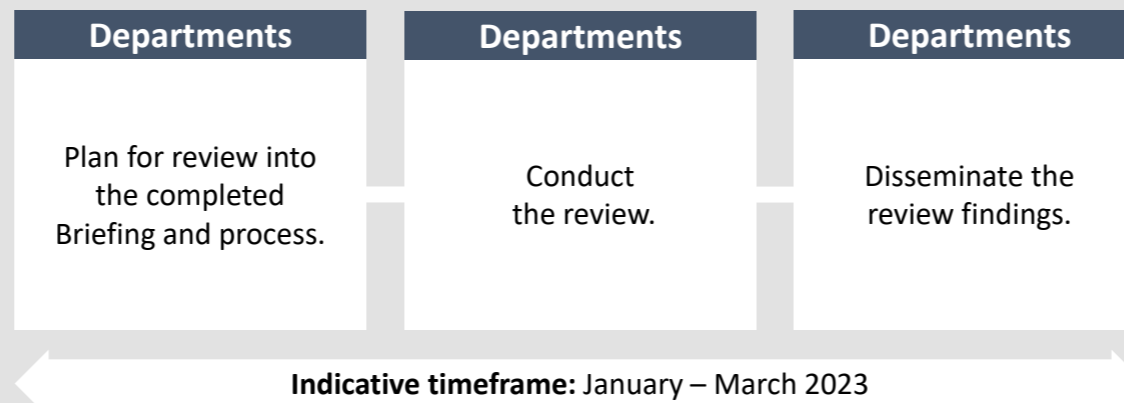 Departments
Plan for review into
the completed
Briefing and process.
Departments
Conduct
the review.
Departments
Disseminate the
review findings.
Indicative timeframe: January – March 2023